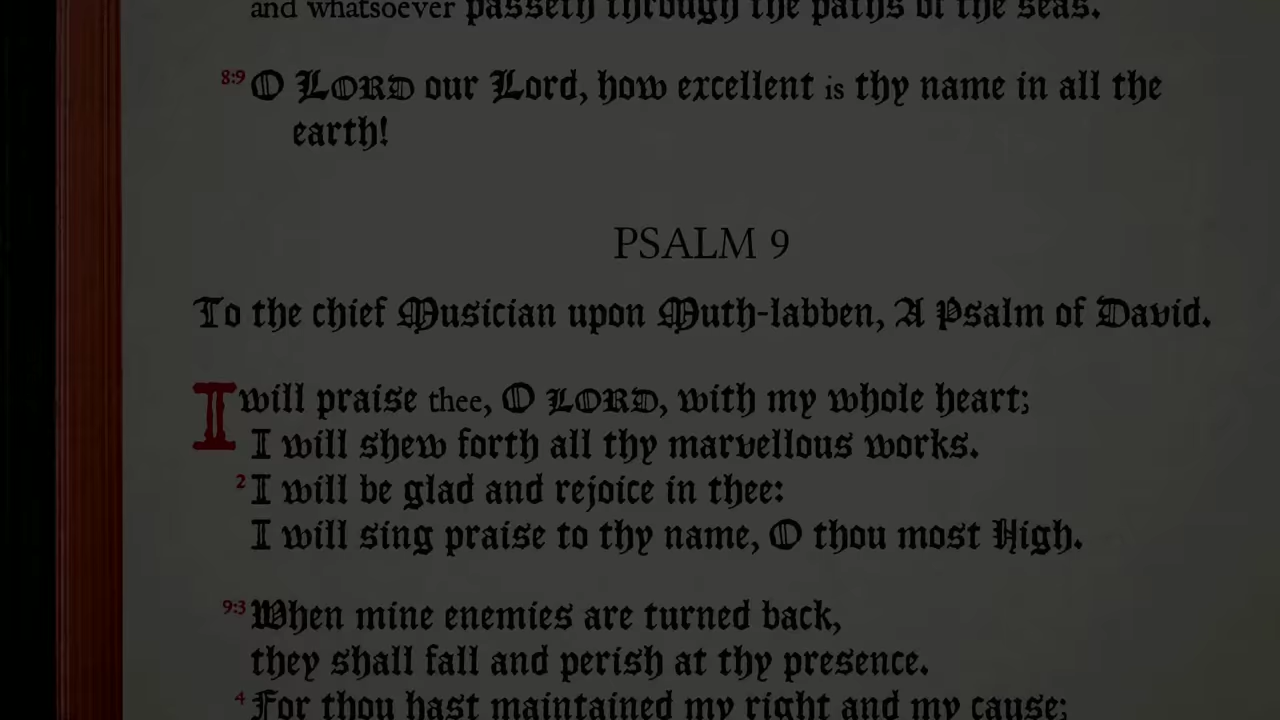 and whatsoever passeth through the paths of the seas.
8:9 O LORD our Lord, how excellent is thy name in all the
earth!
PSALM 9
To the chief Musician upon Muth-labben, A Psalm of David.
I will praise thee, O LORD, with my whole heart;
I will shew forth all thy marvellous works.
2 I will be glad and rejoice in thee:
I will sing praise to thy name, O thou most High.
9:3 When mine enemies are turned back,
they shall fall and perish at thy presence.
4 For thou hast maintained my right and my cause;